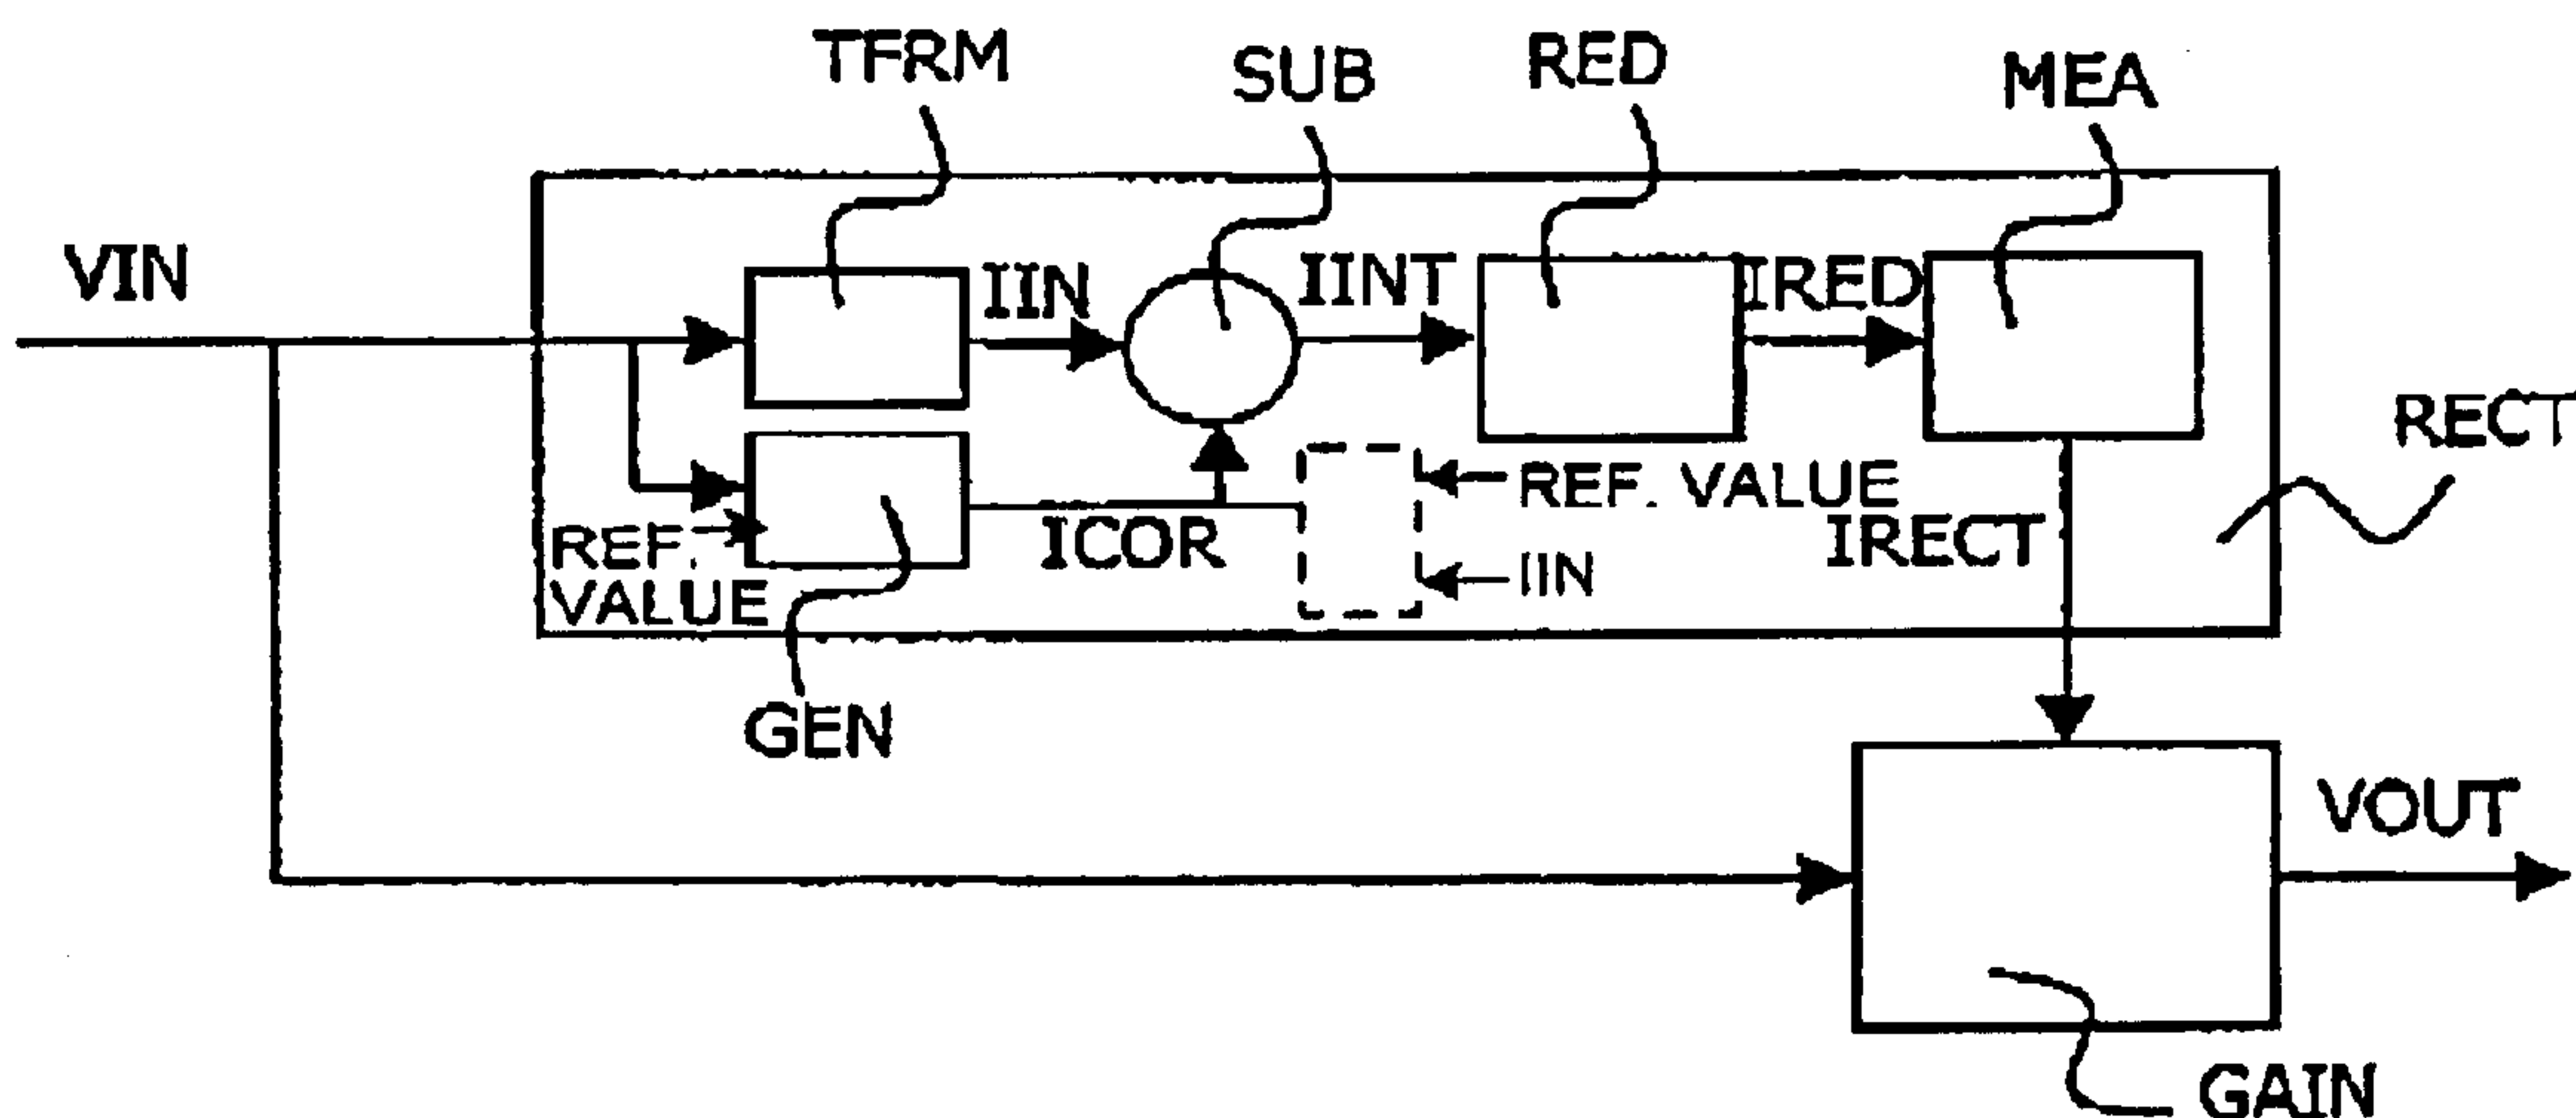 TFRM
SUB
RED
MEA
VIN
IIN
IINT
IRED
RECT
REF.
VALUE
ICOR
REF. VALUE
IIN
IRECT
GEN
VOUT
GAIN